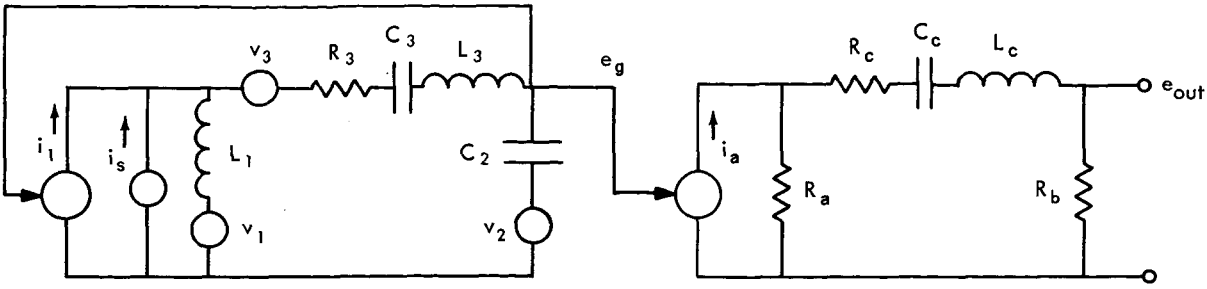 C3
v3
R3
L3
eg
Rc
Cc
Lc
eout
i1
is
L1
C2
ia
Ra
Rb
v1
v2